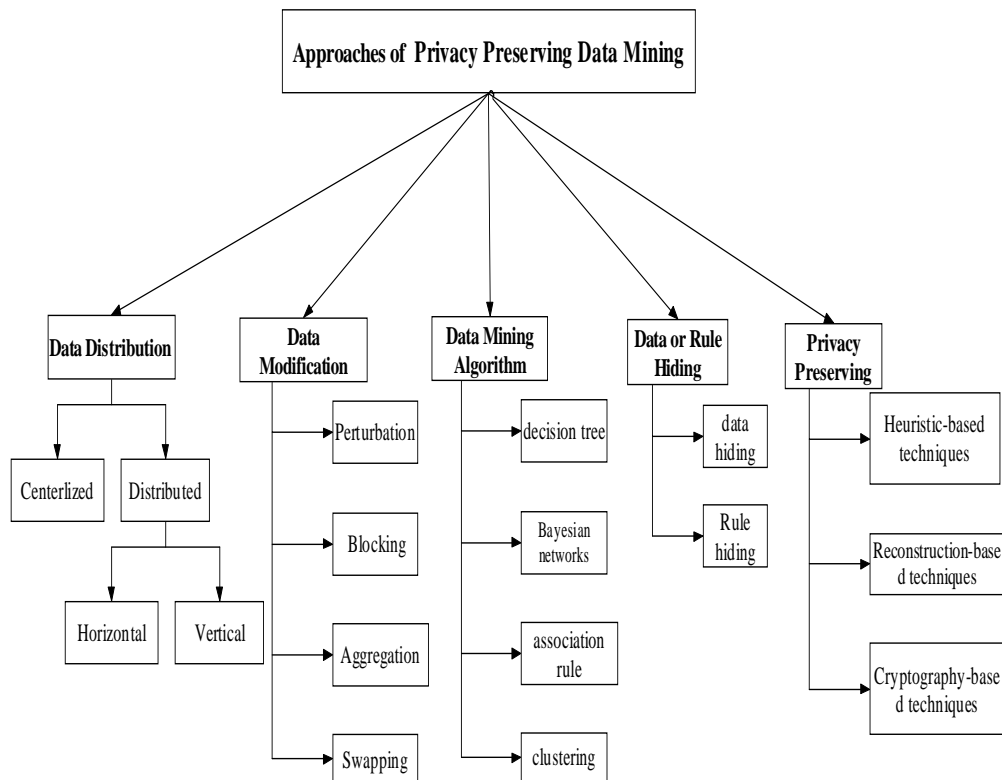 Approaches of Privacy Preserving Data Mining
Data Distribution
Data
Modification
Data Mining
Algorithm
Data or Rule
Hiding
Privacy
Preserving
Centerlized
Distributed
Horizontal
Vertical
Perturbation
Blocking
Aggregation
Swapping
decision tree
Bayesian
networks
association
rule
clustering
data
hiding
Rule
hiding
Heuristic-based
techniques
Reconstruction-base
d techniques
Cryptography-base
d techniques